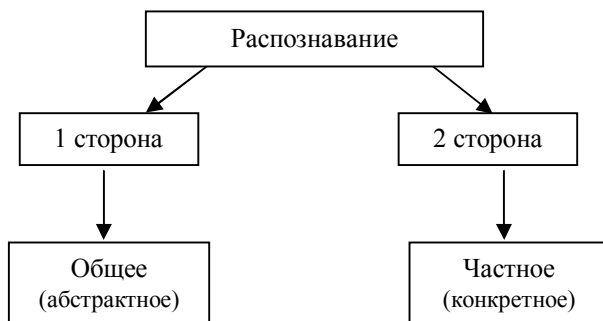 Распознавание
1 сторона
2 сторона
Общее
(абстрактное)
Частное
(конкретное)